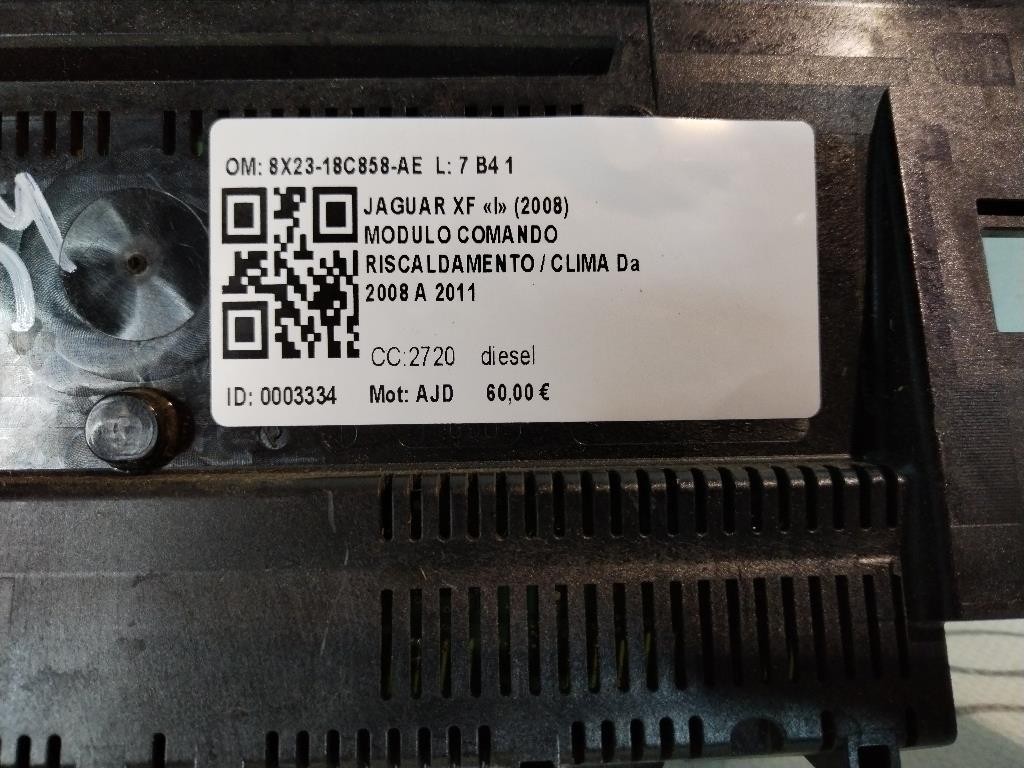 OM: 8X23-18C858-AE L: 7 B4 1
JAGUAR XF «I» (2008)
MODULO COMANDO
RISCALDAMENTO / CLIMA Da
2008 A 2011
CC:2720 diesel
ID: 0003334 Mot: AJD 60,00 €